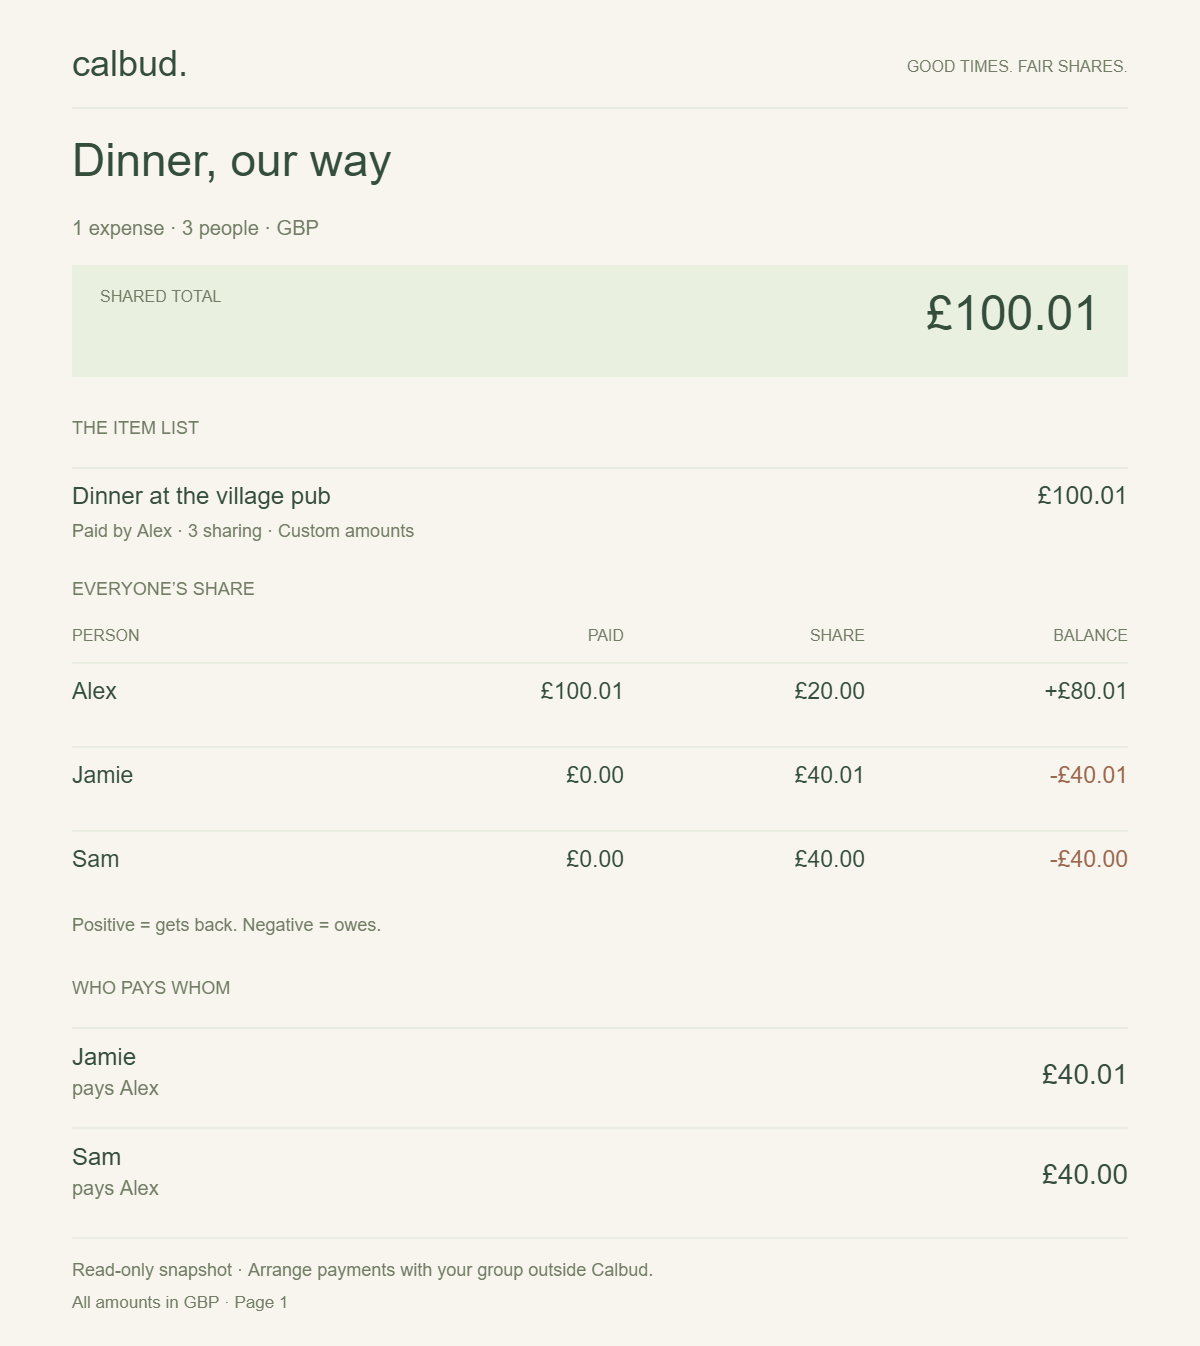 calbud.
GOOD TIMES. FAIR SHARES.
Dinner, our way
1 expense · 3 people · GBP
SHARED TOTAL
£100.01
THE ITEM LIST
Dinner at the village pub £100.01
Paid by Alex · 3 sharing · Custom amounts
EVERYONE’S SHARE
PERSON PAID SHARE BALANCE
Alex £100.01 £20.00 +£80.01
Jamie £0.00 £40.01 -£40.01
Sam £0.00 £40.00 -£40.00
Positive = gets back. Negative = owes.
WHO PAYS WHOM
Jamie
pays Alex
£40.01
Sam
pays Alex
£40.00
Read-only snapshot · Arrange payments with your group outside Calbud.
All amounts in GBP · Page 1